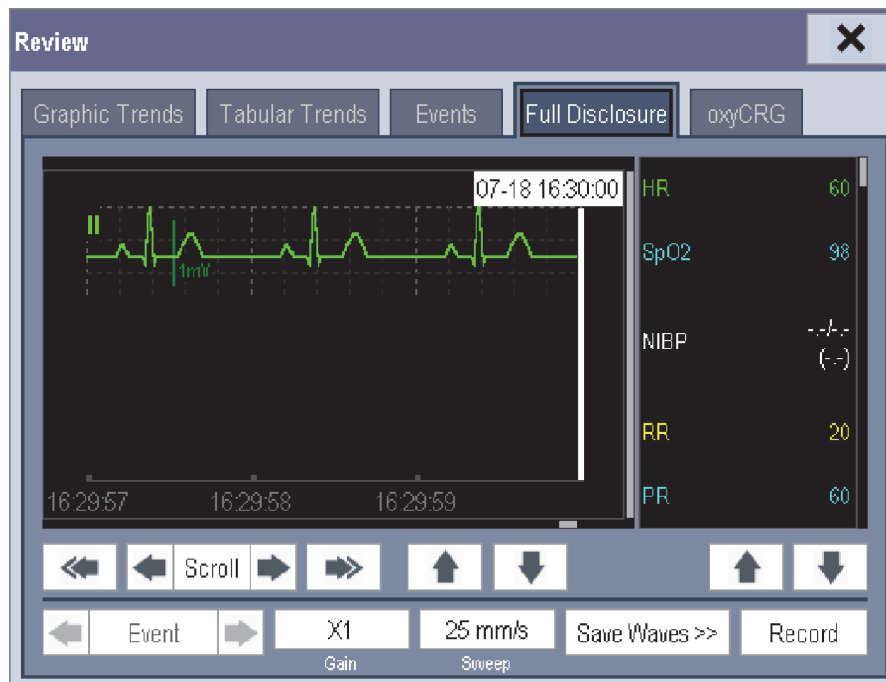 Review
Graphic Trends Tabular Trends Events Full Disclosure oxyCRG
07-18 16:30:00
II
1mV
16:29:57 16:29:58 16:29:59
HR 60
SpO2 98
NIBP -.-/-.-
(-.-)
RR 20
PR 60
Scroll
Event X1 25 mm/s Save Waves >> Record
Gain Sweep